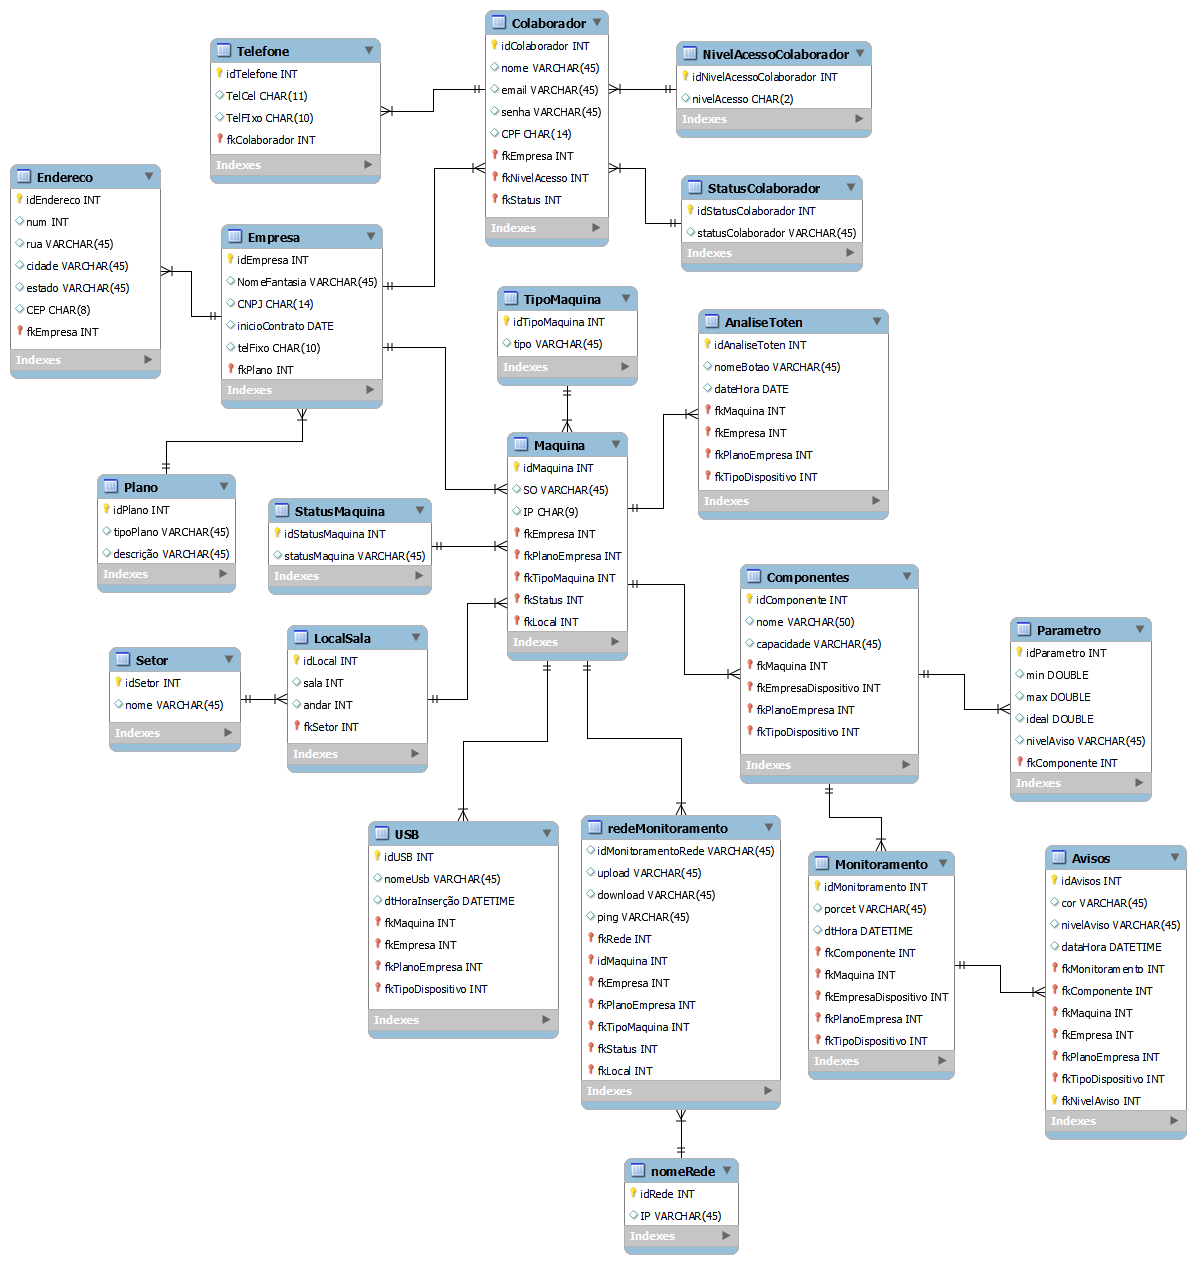 Colaborador
idColaborador INT
nome VARCHAR(45)
email VARCHAR(45)
senha VARCHAR(45)
CPF CHAR(14)
fkEmpresa INT
fkNivelAcesso INT
fkStatus INT
Indexes
Telefone
idTelefone INT
TelCel CHAR(11)
TelFIxo CHAR(10)
fkColaborador INT
Indexes
NivelAcessoColaborador
idNivelAcessoColaborador INT
nivelAcesso CHAR(2)
Indexes
Endereco
idEndereco INT
num INT
rua VARCHAR(45)
cidade VARCHAR(45)
estado VARCHAR(45)
CEP CHAR(8)
fkEmpresa INT
Indexes
StatusColaborador
idStatusColaborador INT
statusColaborador VARCHAR(45)
Indexes
Empresa
idEmpresa INT
NomeFantasia VARCHAR(45)
CNPJ CHAR(14)
inicioContrato DATE
telFixo CHAR(10)
fkPlano INT
Indexes
TipoMaquina
idTipoMaquina INT
tipo VARCHAR(45)
Indexes
AnaliseToten
idAnaliseToten INT
nomeBotao VARCHAR(45)
dateHora DATE
fkMaquina INT
fkEmpresa INT
fkPlanoEmpresa INT
fkTipoDispositivo INT
Indexes
Maquina
idMaquina INT
SO VARCHAR(45)
IP CHAR(9)
fkEmpresa INT
fkPlanoEmpresa INT
fkTipoMaquina INT
fkStatus INT
fkLocal INT
Indexes
Plano
idPlano INT
tipoPlano VARCHAR(45)
descrição VARCHAR(45)
Indexes
StatusMaquina
idStatusMaquina INT
statusMaquina VARCHAR(45)
Indexes
Componentes
idComponente INT
nome VARCHAR(50)
capacidade VARCHAR(45)
fkMaquina INT
fkEmpresaDispositivo INT
fkPlanoEmpresa INT
fkTipoDispositivo INT
Indexes
Parametro
idParametro INT
min DOUBLE
max DOUBLE
ideal DOUBLE
nivelAviso VARCHAR(45)
fkComponente INT
Indexes
LocalSala
idLocal INT
sala INT
andar INT
fkSetor INT
Indexes
Setor
idSetor INT
nome VARCHAR(45)
Indexes
USB
idUSB INT
nomeUsb VARCHAR(45)
dtHoraInserção DATETIME
fkMaquina INT
fkEmpresa INT
fkPlanoEmpresa INT
fkTipoDispositivo INT
Indexes
redeMonitoramento
idMonitoramentoRede VARCHAR(45)
upload VARCHAR(45)
download VARCHAR(45)
ping VARCHAR(45)
fkRede INT
idMaquina INT
fkEmpresa INT
fkPlanoEmpresa INT
fkTipoMaquina INT
fkStatus INT
fkLocal INT
Indexes
Monitoramento
idMonitoramento INT
porcet VARCHAR(45)
dtHora DATETIME
fkComponente INT
fkMaquina INT
fkEmpresaDispositivo INT
fkPlanoEmpresa INT
fkTipoDispositivo INT
Indexes
Avisos
idAvisos INT
cor VARCHAR(45)
nivelAviso VARCHAR(45)
dataHora DATETIME
fkMonitoramento INT
fkComponente INT
fkMaquina INT
fkEmpresa INT
fkPlanoEmpresa INT
fkTipoDispositivo INT
fkNivelAviso INT
Indexes
nomeRede
idRede INT
IP VARCHAR(45)
Indexes